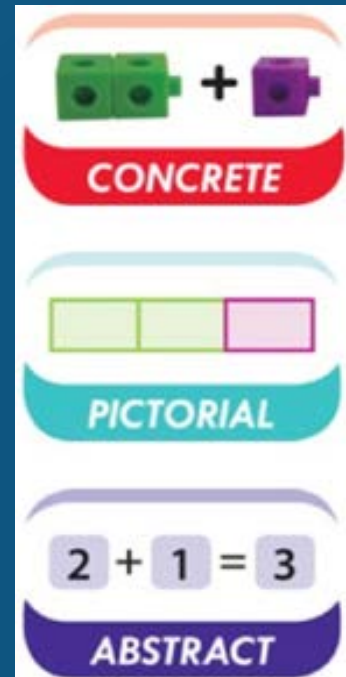 +
CONCRETE
PICTORIAL
2 + 1 = 3
ABSTRACT